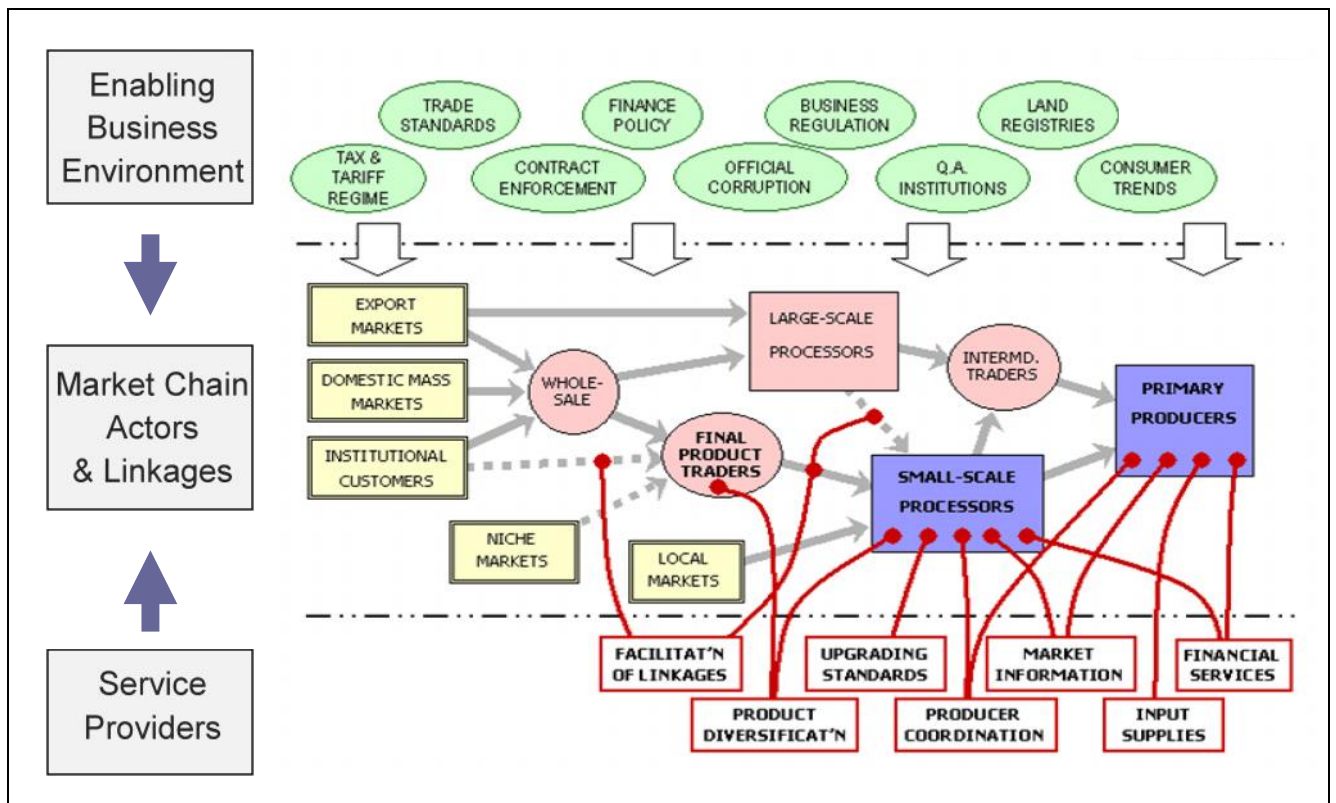 Enabling
Business
Environment
TRADE
STANDARDS
FINANCE
POLICY
BUSINESS
REGULATION
LAND
REGISTRIES
TAX &
TARIFF
REGIME
CONTRACT
ENFORCEMENT
OFFICIAL
CORRUPTION
Q.A.
INSTITUTIONS
CONSUMER
TRENDS
Market Chain
Actors
& Linkages
EXPORT
MARKETS
DOMESTIC MASS
MARKETS
INSTITUTIONAL
CUSTOMERS
NICHE
MARKETS
LOCAL
MARKETS
WHOLE-
SALE
FINAL
PRODUCT
TRADERS
LARGE-SCALE
PROCESSORS
SMALL-SCALE
PROCESSORS
INTERMD.
TRADERS
PRIMARY
PRODUCERS
Service
Providers
FACILITAT'N
OF LINKAGES
UPGRADING
STANDARDS
MARKET
INFORMATION
FINANCIAL
SERVICES
PRODUCT
DIVERSIFICAT'N
PRODUCER
COORDINATION
INPUT
SUPPLIES